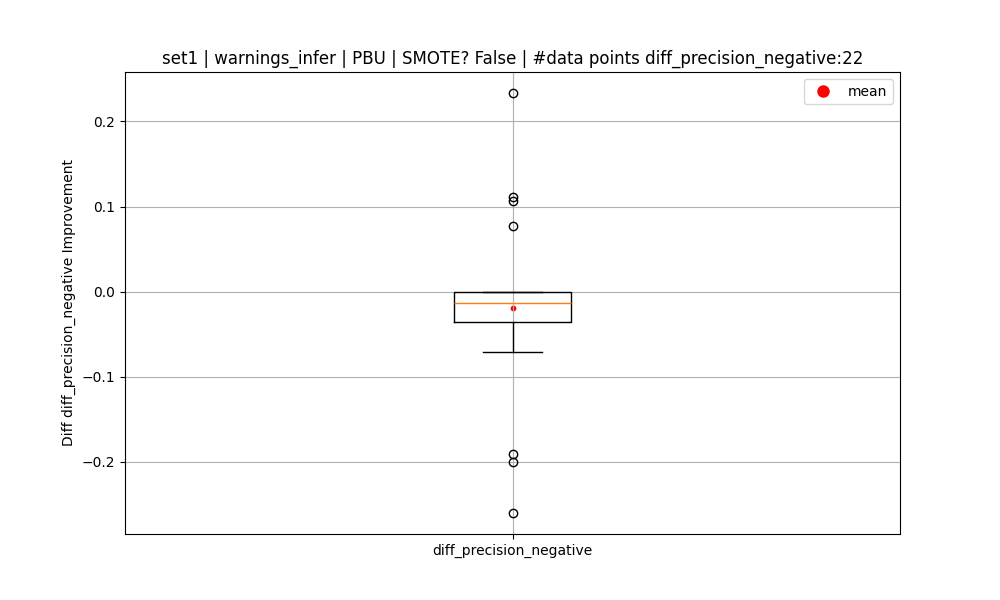 set1 | warnings_infer | PBU | SMOTE? False | #data points diff_precision_negative:22
mean
Diff diff_precision_negative Improvement
0.2
0.1
0.0
−0.1
−0.2
diff_precision_negative